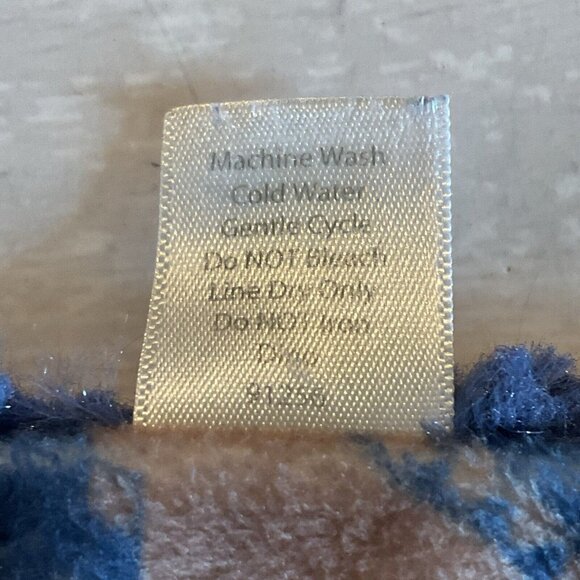 Machine Wash
Cold Water
Gentle Cycle
Do NOT Bleach
Line Dry Only
Do NOT Iron